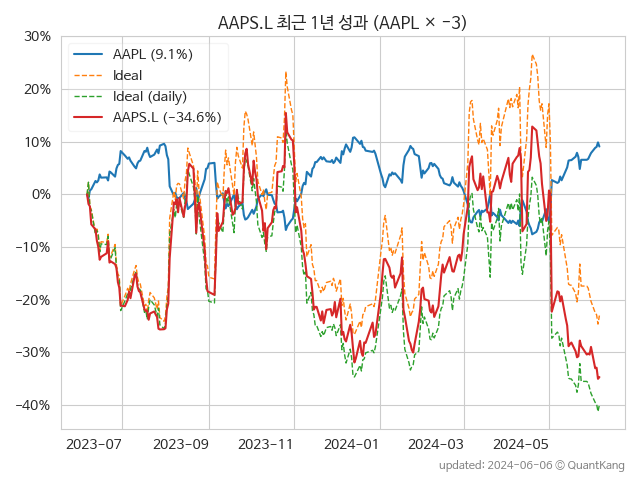 AAPS.L 최근 1년 성과 (AAPL × −3)
30%
20%
10%
0%
−10%
−20%
−30%
−40%
AAPL (9.1%)
Ideal
Ideal (daily)
AAPS.L (−34.6%)
2023−07
2023−09
2023−11
2024−01
2024−03
2024−05
updated: 2024-06-06 © QuantKang